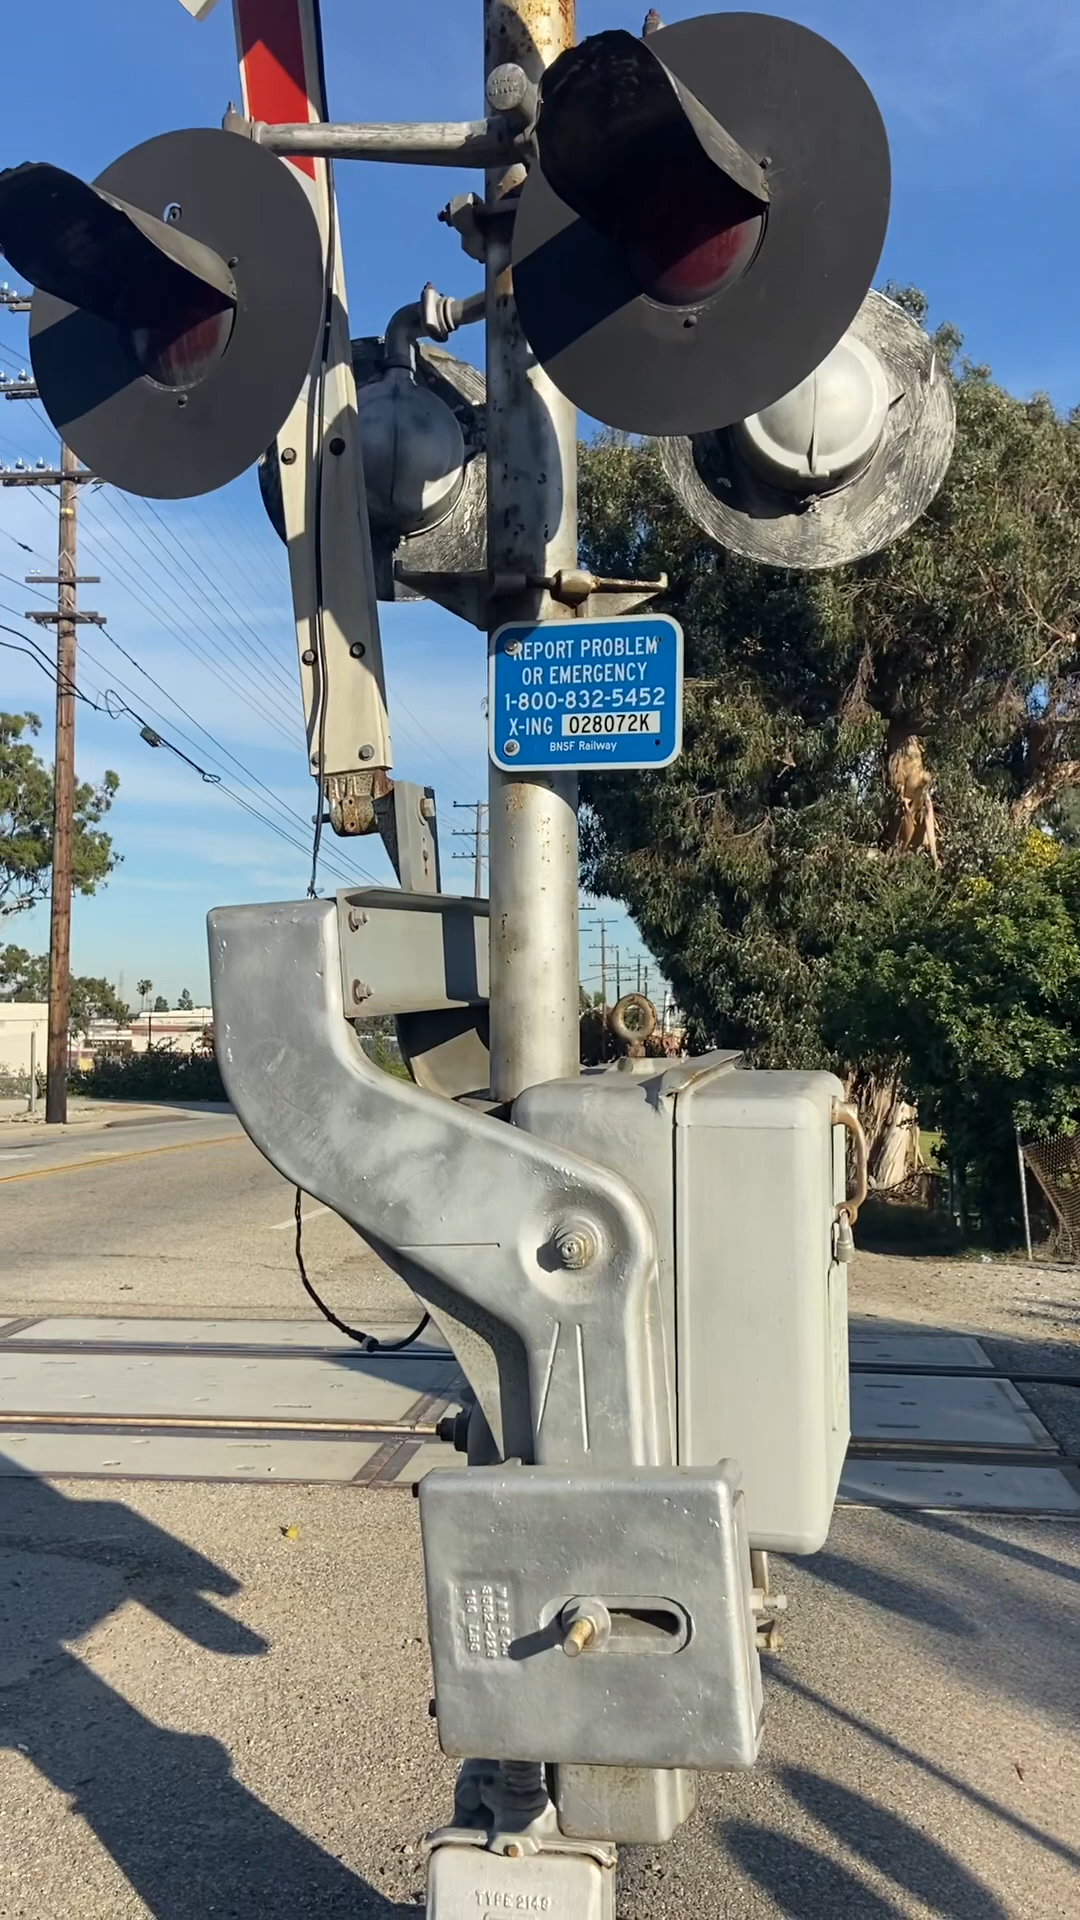 REPORT PROBLEM
OR EMERGENCY
1-800-832-5452
X-ING 028072K
BNSF Railway
TYPE 2149